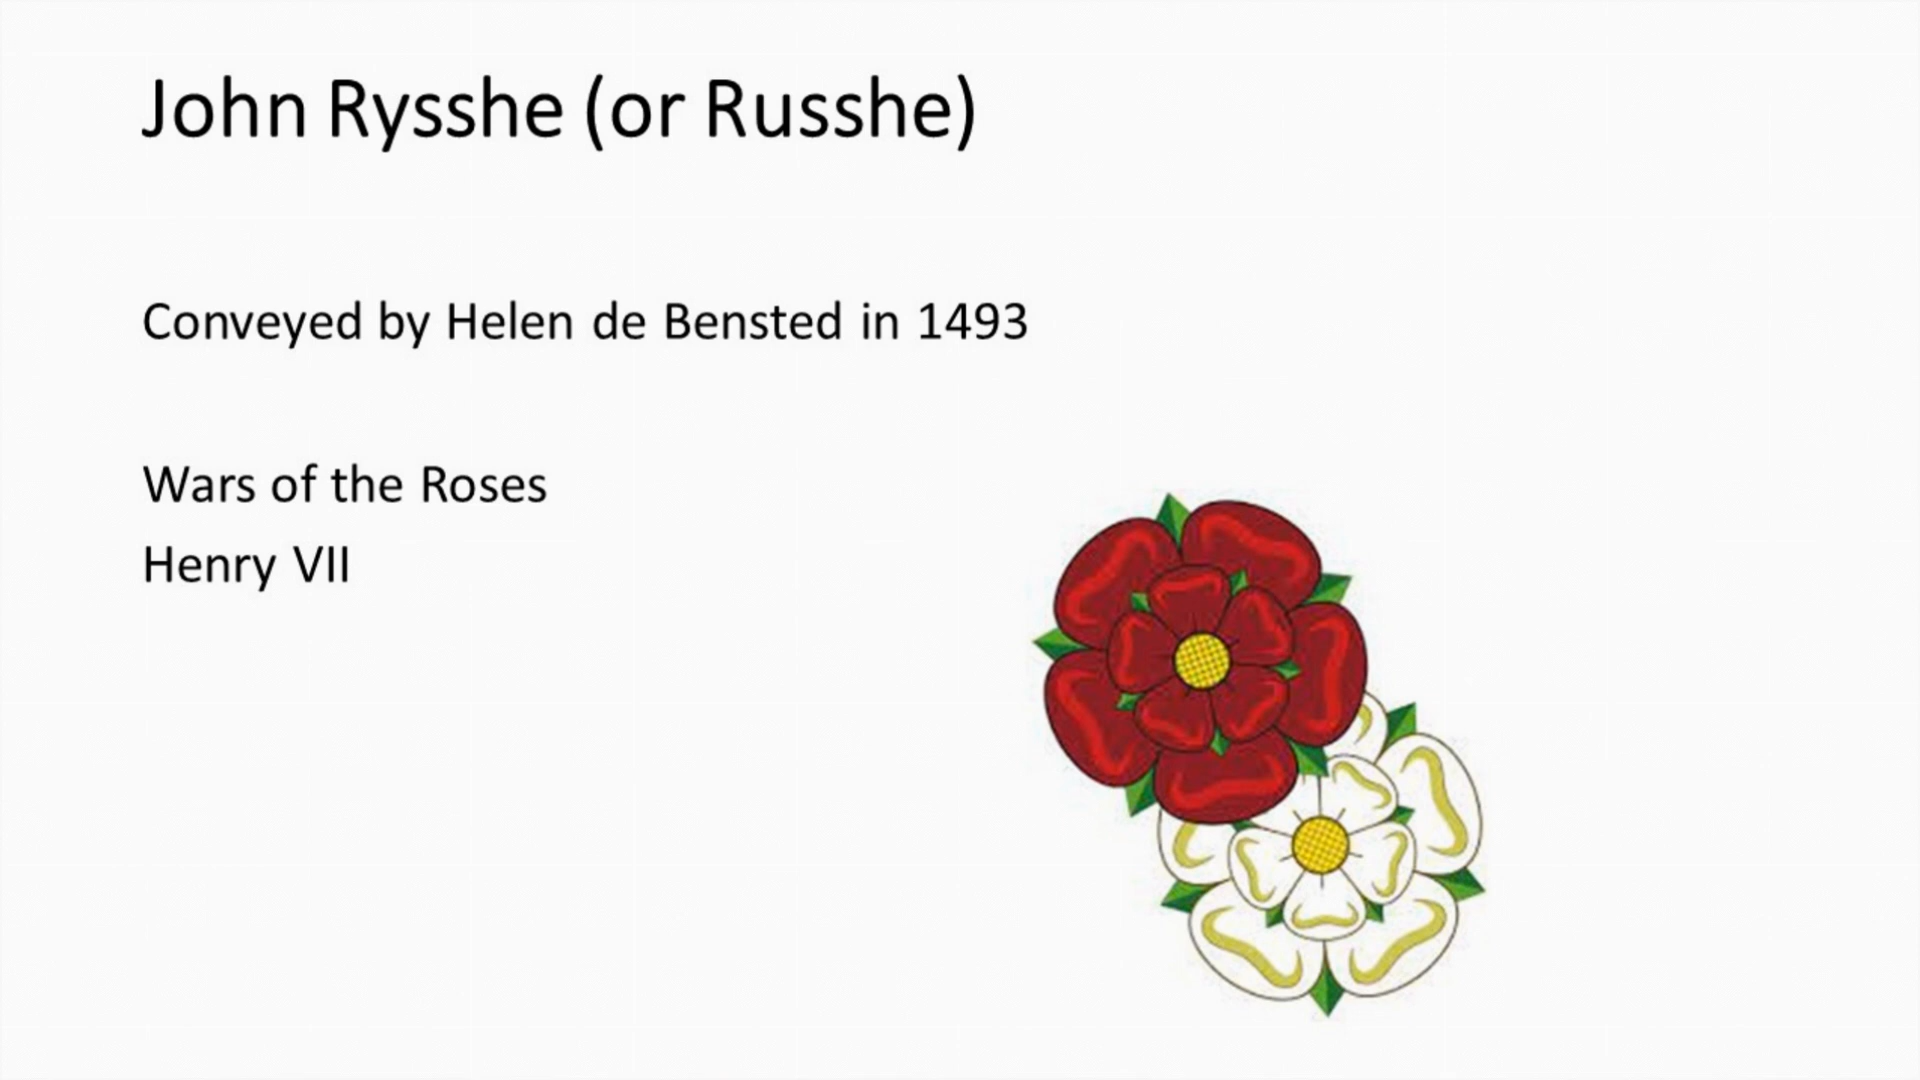 John Rysshe (or Russhe)
Conveyed by Helen de Bensted in 1493
Wars of the Roses
Henry VII